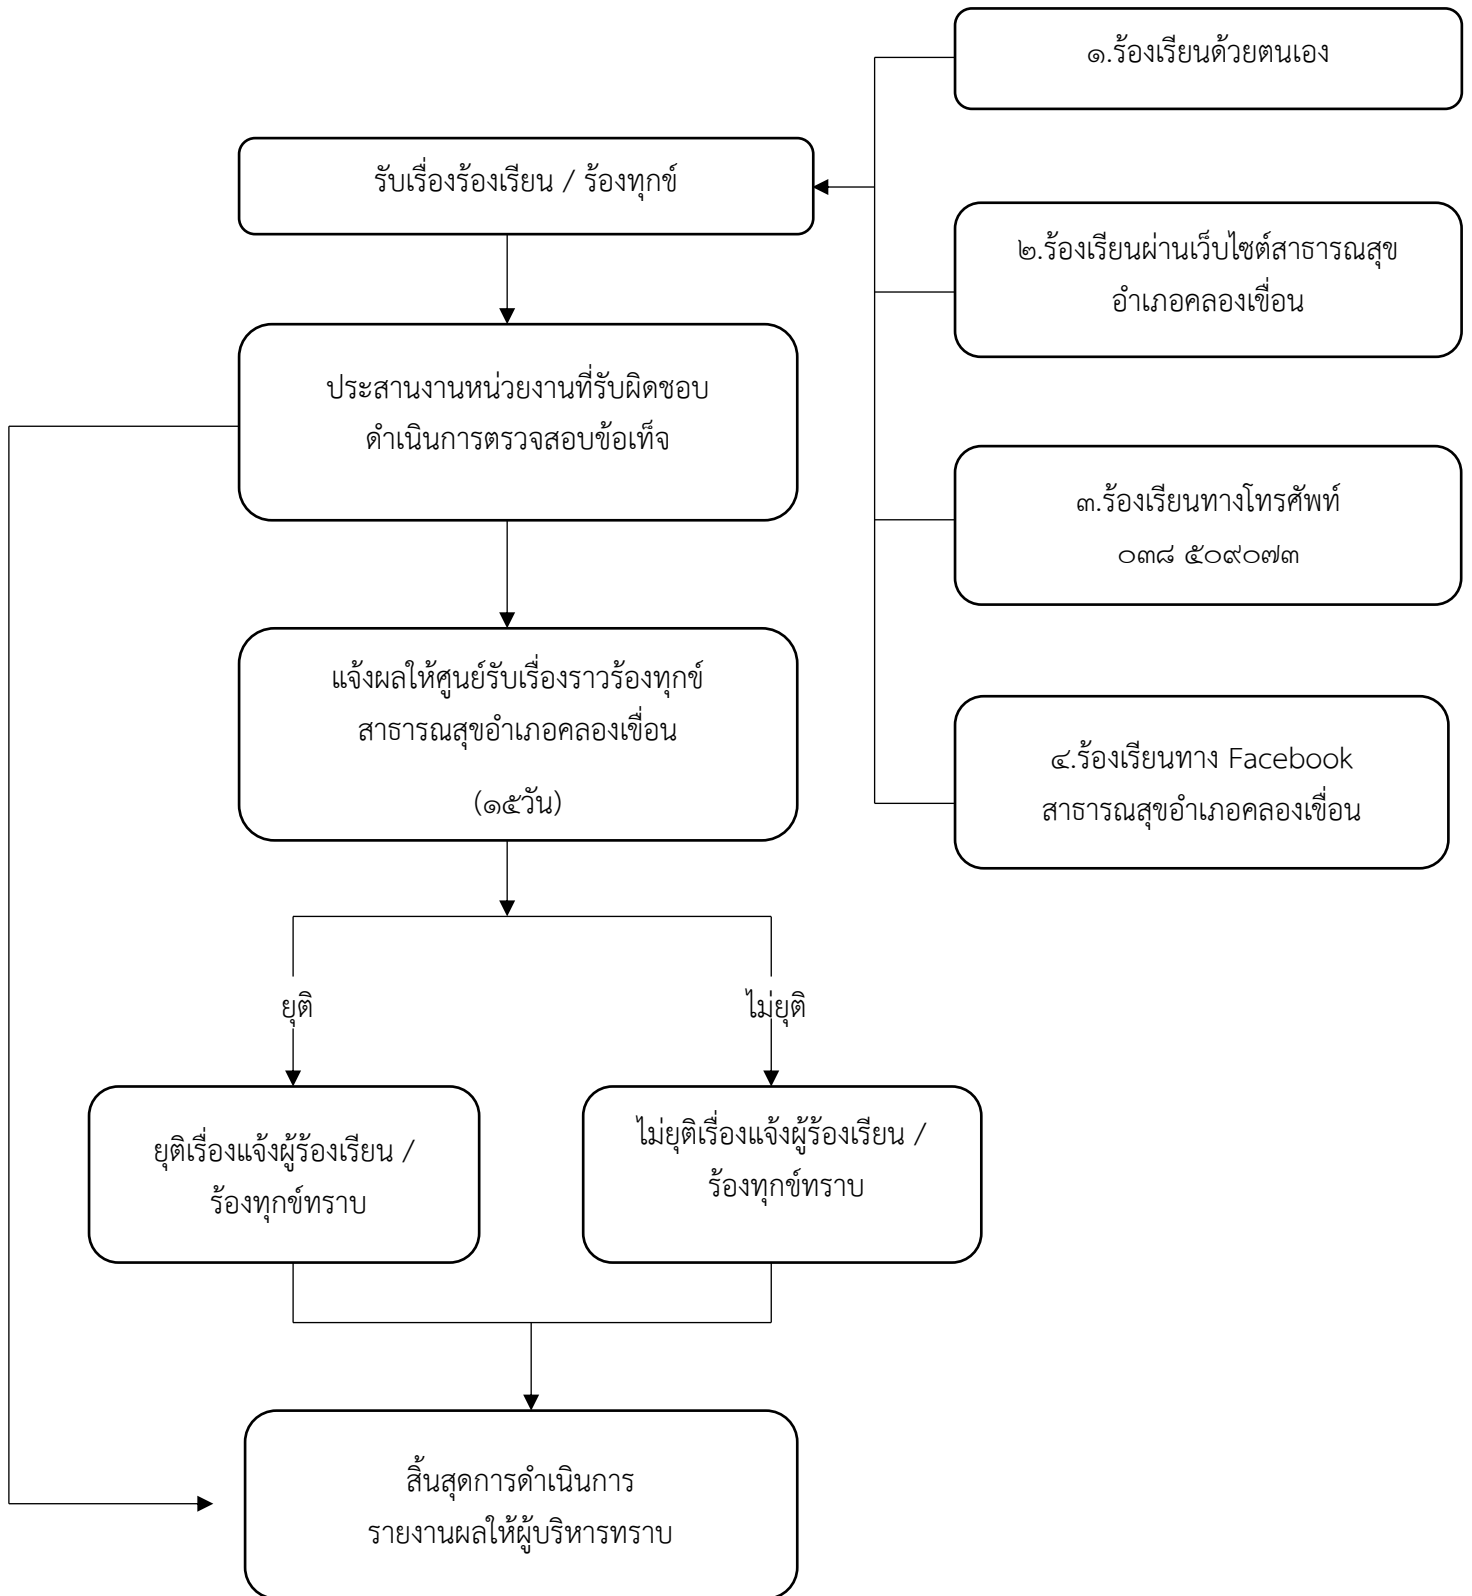 ๑.ร้องเรียนด้วยตนเอง
รับเรื่องร้องเรียน / ร้องทุกข์
๒.ร้องเรียนผ่านเว็บไซต์สาธารณสุข
อำเภอคลองเขื่อน
ประสานงานหน่วยงานที่รับผิดชอบ
ดำเนินการตรวจสอบข้อเท็จ
๓.ร้องเรียนทางโทรศัพท์
๐๓๘ ๕๐๙๐๗๓
แจ้งผลให้ศูนย์รับเรื่องราวร้องทุกข์
สาธารณสุขอำเภอคลองเขื่อน
(๑๕วัน)
๔.ร้องเรียนทาง Facebook
สาธารณสุขอำเภอคลองเขื่อน
ยุติ
ไม่ยุติ
ยุติเรื่องแจ้งผู้ร้องเรียน /
ร้องทุกข์ทราบ
ไม่ยุติเรื่องแจ้งผู้ร้องเรียน /
ร้องทุกข์ทราบ
สิ้นสุดการดำเนินการ
รายงานผลให้ผู้บริหารทราบ